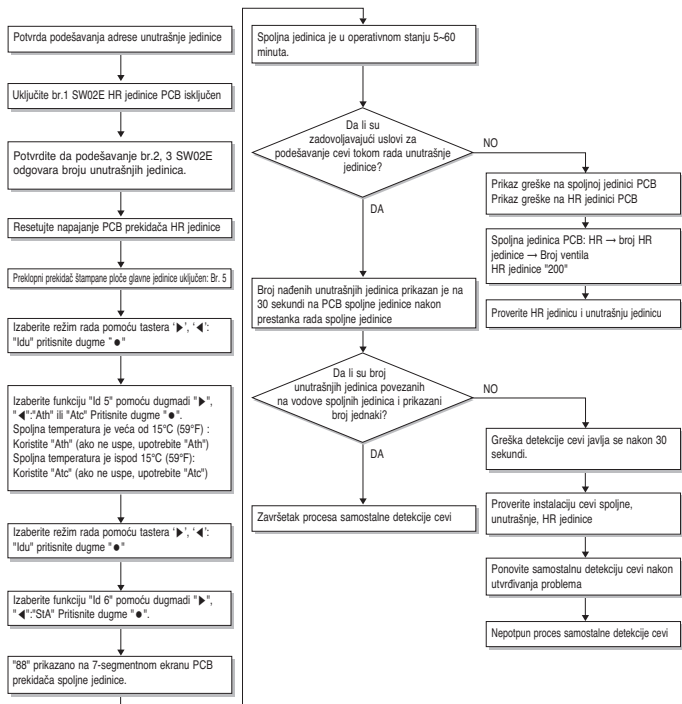 Potvrda podešavanja adrese unutrašnje jedinice
Uključite br.1 SW02E HR jedinice PCB isključen
Potvrdite da podešavanje br.2, 3 SW02E
odgovara broju unutrašnjih jedinica.
Resetujte napajanje PCB prekidača HR jedinice
Preklopni prekidač štampane ploče glavne jedinice uključen: Br. 5
Izaberite režim rada pomoću tastera ‘▶’, ‘◀’:
"Idu" pritisnite dugme "●"
Izaberite funkciju "Id 5" pomoću dugmadi "▶",
"◀":"Ath" ili "Atc" Pritisnite dugme "●".
Spoljna temperatura je veća od 15°C (59°F) :
Koristite "Ath" (ako ne uspe, upotrebite "Ath")
Spoljna temperatura je ispod 15°C (59°F):
Koristite "Atc" (ako ne uspe, upotrebite "Atc")
Izaberite režim rada pomoću tastera ‘▶’, ‘◀’:
"Idu" pritisnite dugme "●"
Izaberite funkciju "Id 6" pomoću dugmadi "▶",
"◀":"StA" Pritisnite dugme "●".
"88" prikazano na 7-segmentnom ekranu PCB
prekidača spoljne jedinice.
Spoljna jedinica je u operativnom stanju 5~60
minuta.
Da li su
zadovoljavajući uslovi za
podešavanje cevi tokom rada unutrašnje
jedinice?
NO
DA
Prikaz greške na spoljnoj jedinici PCB
Prikaz greške na HR jedinici PCB
Spoljna jedinica PCB: HR → broj HR
jedinice → Broj ventila
HR jedinice "200"
Proverite HR jedinicu i unutrašnju jedinicu
Broj nađenih unutrašnjih jedinica prikazan je na
30 sekundi na PCB spoljne jedinice nakon
prestanka rada spoljne jedinice
Da li su broj
unutrašnjih jedinica povezanih
na vodove spoljnih jedinica i prikazani
broj jednaki?
NO
DA
Završetak procesa samostalne detekcije cevi
Greška detekcije cevi javlja se nakon 30
sekundi.
Proverite instalaciju cevi spoljne,
unutrašnje, HR jedinice
Ponovite samostalnu detekciju cevi nakon
utvrđivanja problema
Nepotpun proces samostalne detekcije cevi